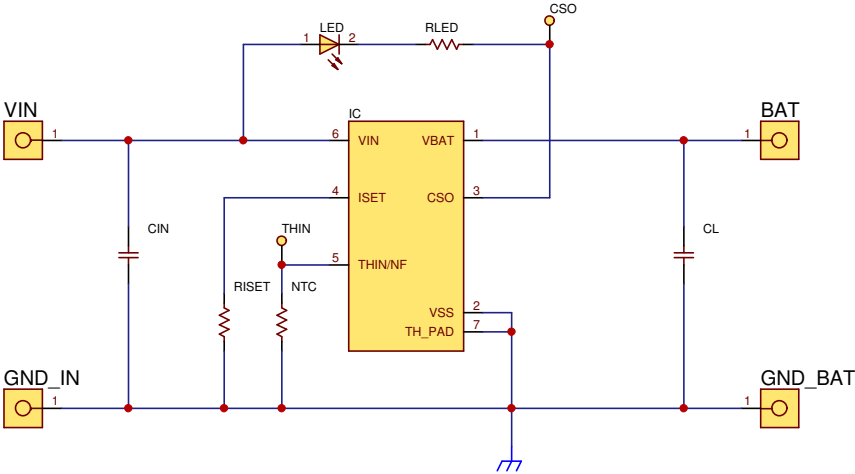 CSO
LED
RLED
1
2
VIN
IC
BAT
1
6
VIN
VBAT
1
1
4
ISET
CSO
3
CIN
THIN
CL
5
THIN/NF
RISET
NTC
VSS
2
TH_PAD
7
GND_IN
GND_BAT
1
1